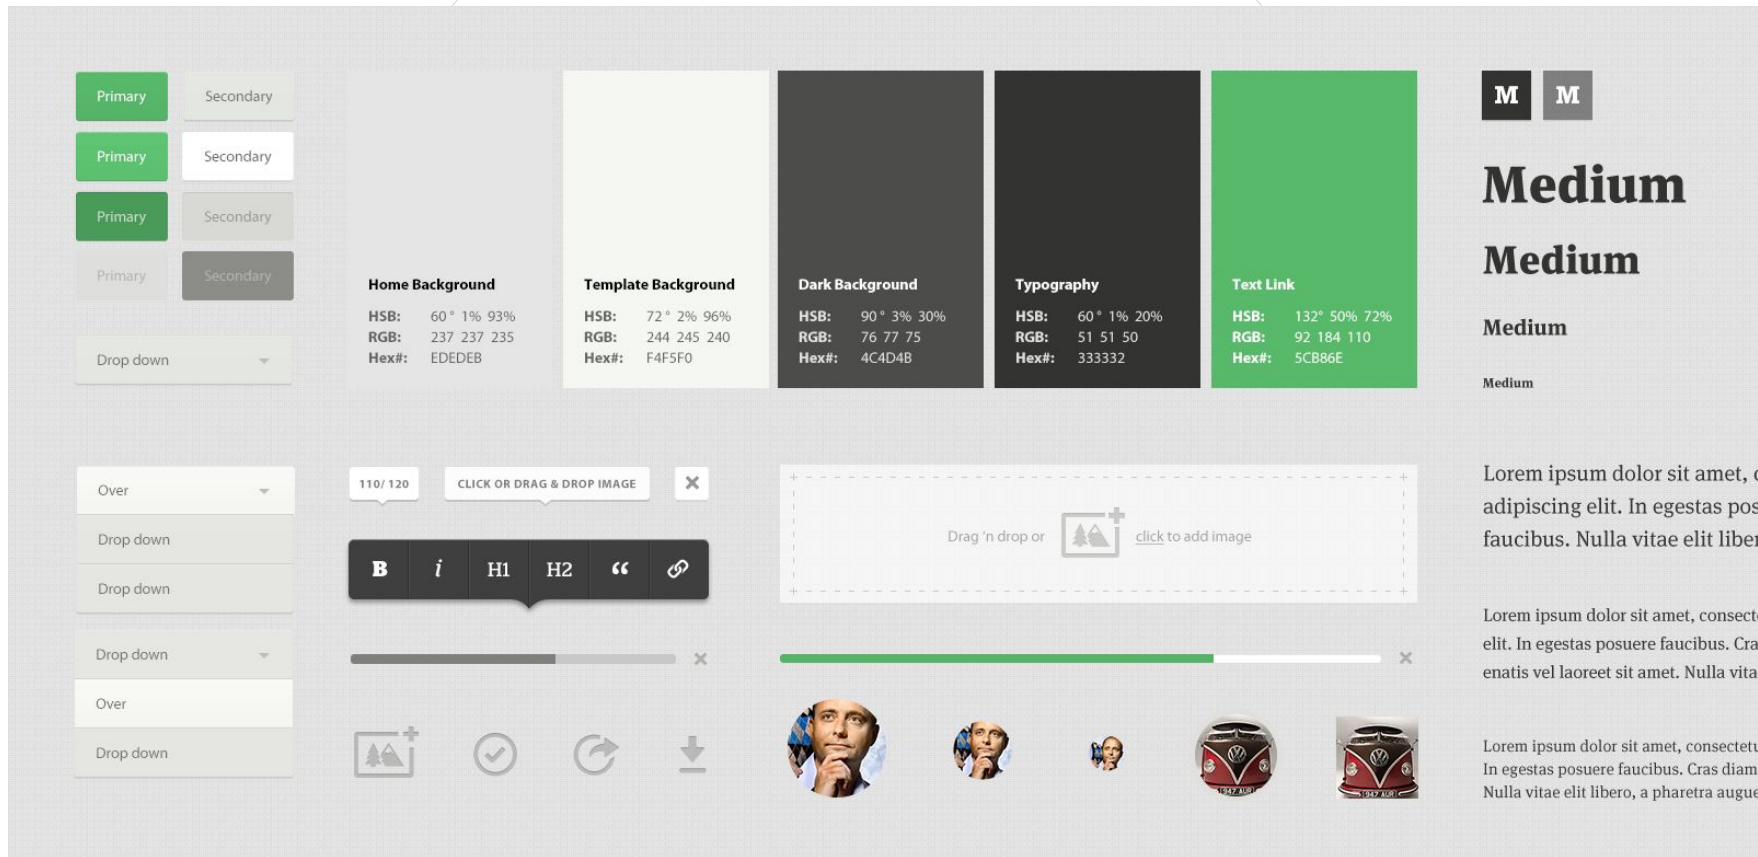 Primary
Secondary
Primary
Secondary
Primary
Secondary
Primary
Secondary
Drop down
Home Background
HSB: 60° 1% 93%
RGB: 237 237 235
Hex#: EDEDEB
Template Background
HSB: 72° 2% 96%
RGB: 244 245 240
Hex#: F4F5F0
Dark Background
HSB: 90° 3% 30%
RGB: 76 77 75
Hex#: 4C4D4B
Typography
HSB: 60° 1% 20%
RGB: 51 51 50
Hex#: 333332
Text Link
HSB: 132° 50% 72%
RGB: 92 184 110
Hex#: 5CB86E
M M
Medium
Medium
Medium
Medium
Over
Drop down
Drop down
Drop down
Over
Drop down
110/ 120
CLICK OR DRAG & DROP IMAGE
B i H1 H2 “
Drag 'n drop or click to add image
1947 AUR
1947 AUR
Lorem ipsum dolor sit amet,
adipiscing elit. In egestas pos
faucibus. Nulla vitae elit liber
Lorem ipsum dolor sit amet, consect
elit. In egestas posuere faucibus. Cra
enatis vel laoreet sit amet. Nulla vita
Lorem ipsum dolor sit amet, consectetu
In egestas posuere faucibus. Cras diam
Nulla vitae elit libero, a pharetra augue